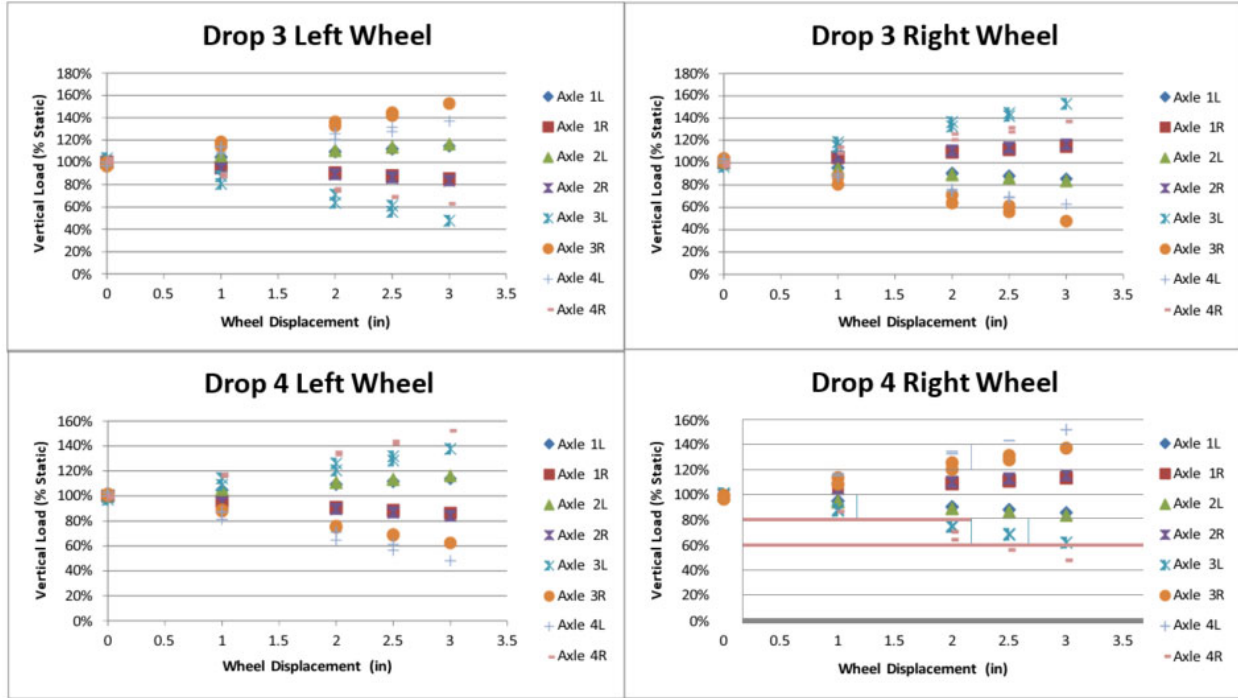 Drop 3 Left Wheel
Vertical Load (% Static)
180%
160%
140%
120%
100%
80%
60%
40%
20%
0%
0 0.5 1 1.5 2 2.5 3 3.5
Wheel Displacement (in)
Axle 1L
Axle 1R
Axle 2L
Axle 2R
Axle 3L
Axle 3R
Axle 4L
Axle 4R
Drop 3 Right Wheel
Vertical Load (% Static)
180%
160%
140%
120%
100%
80%
60%
40%
20%
0%
0 0.5 1 1.5 2 2.5 3 3.5
Wheel Displacement (in)
Axle 1L
Axle 1R
Axle 2L
Axle 2R
Axle 3L
Axle 3R
Axle 4L
Axle 4R
Drop 4 Left Wheel
Vertical Load (% Static)
160%
140%
120%
100%
80%
60%
40%
20%
0%
0 0.5 1 1.5 2 2.5 3 3.5
Wheel Displacement (in)
Axle 1L
Axle 1R
Axle 2L
Axle 2R
Axle 3L
Axle 3R
Axle 4L
Axle 4R
Drop 4 Right Wheel
Vertical Load (% Static)
160%
140%
120%
100%
80%
60%
40%
20%
0%
0 0.5 1 1.5 2 2.5 3 3.5
Wheel Displacement (in)
Axle 1L
Axle 1R
Axle 2L
Axle 2R
Axle 3L
Axle 3R
Axle 4L
Axle 4R